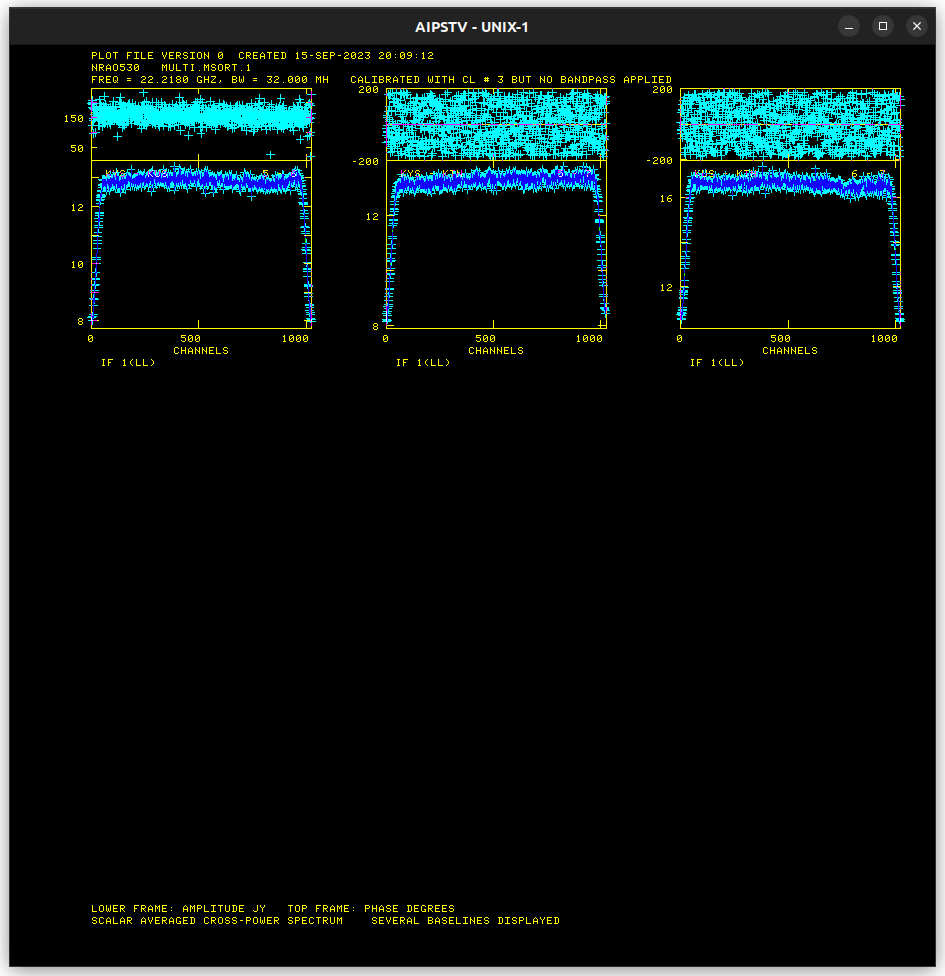 AIPSTV - UNIX-1
PLOT FILE VERSION 0 CREATED 15-SEP-2023 20:09:12
NRAO530 MULTI.MSORT.1
FREQ = 22.2180 GHZ, BW = 32.000 MH CALIBRATED WITH CL # 3 BUT NO BANDPASS APPLIED
200 200
150
50
-200 -200
12 12 16
10 12
8 8
0 500 1000 0 500 1000 0 500 1000
CHANNELS CHANNELS CHANNELS
IF 1(LL) IF 1(LL) IF 1(LL)
LOWER FRAME: AMPLITUDE JY TOP FRAME: PHASE DEGREES
SCALAR AVERAGED CROSS-POWER SPECTRUM SEVERAL BASELINES DISPLAYED